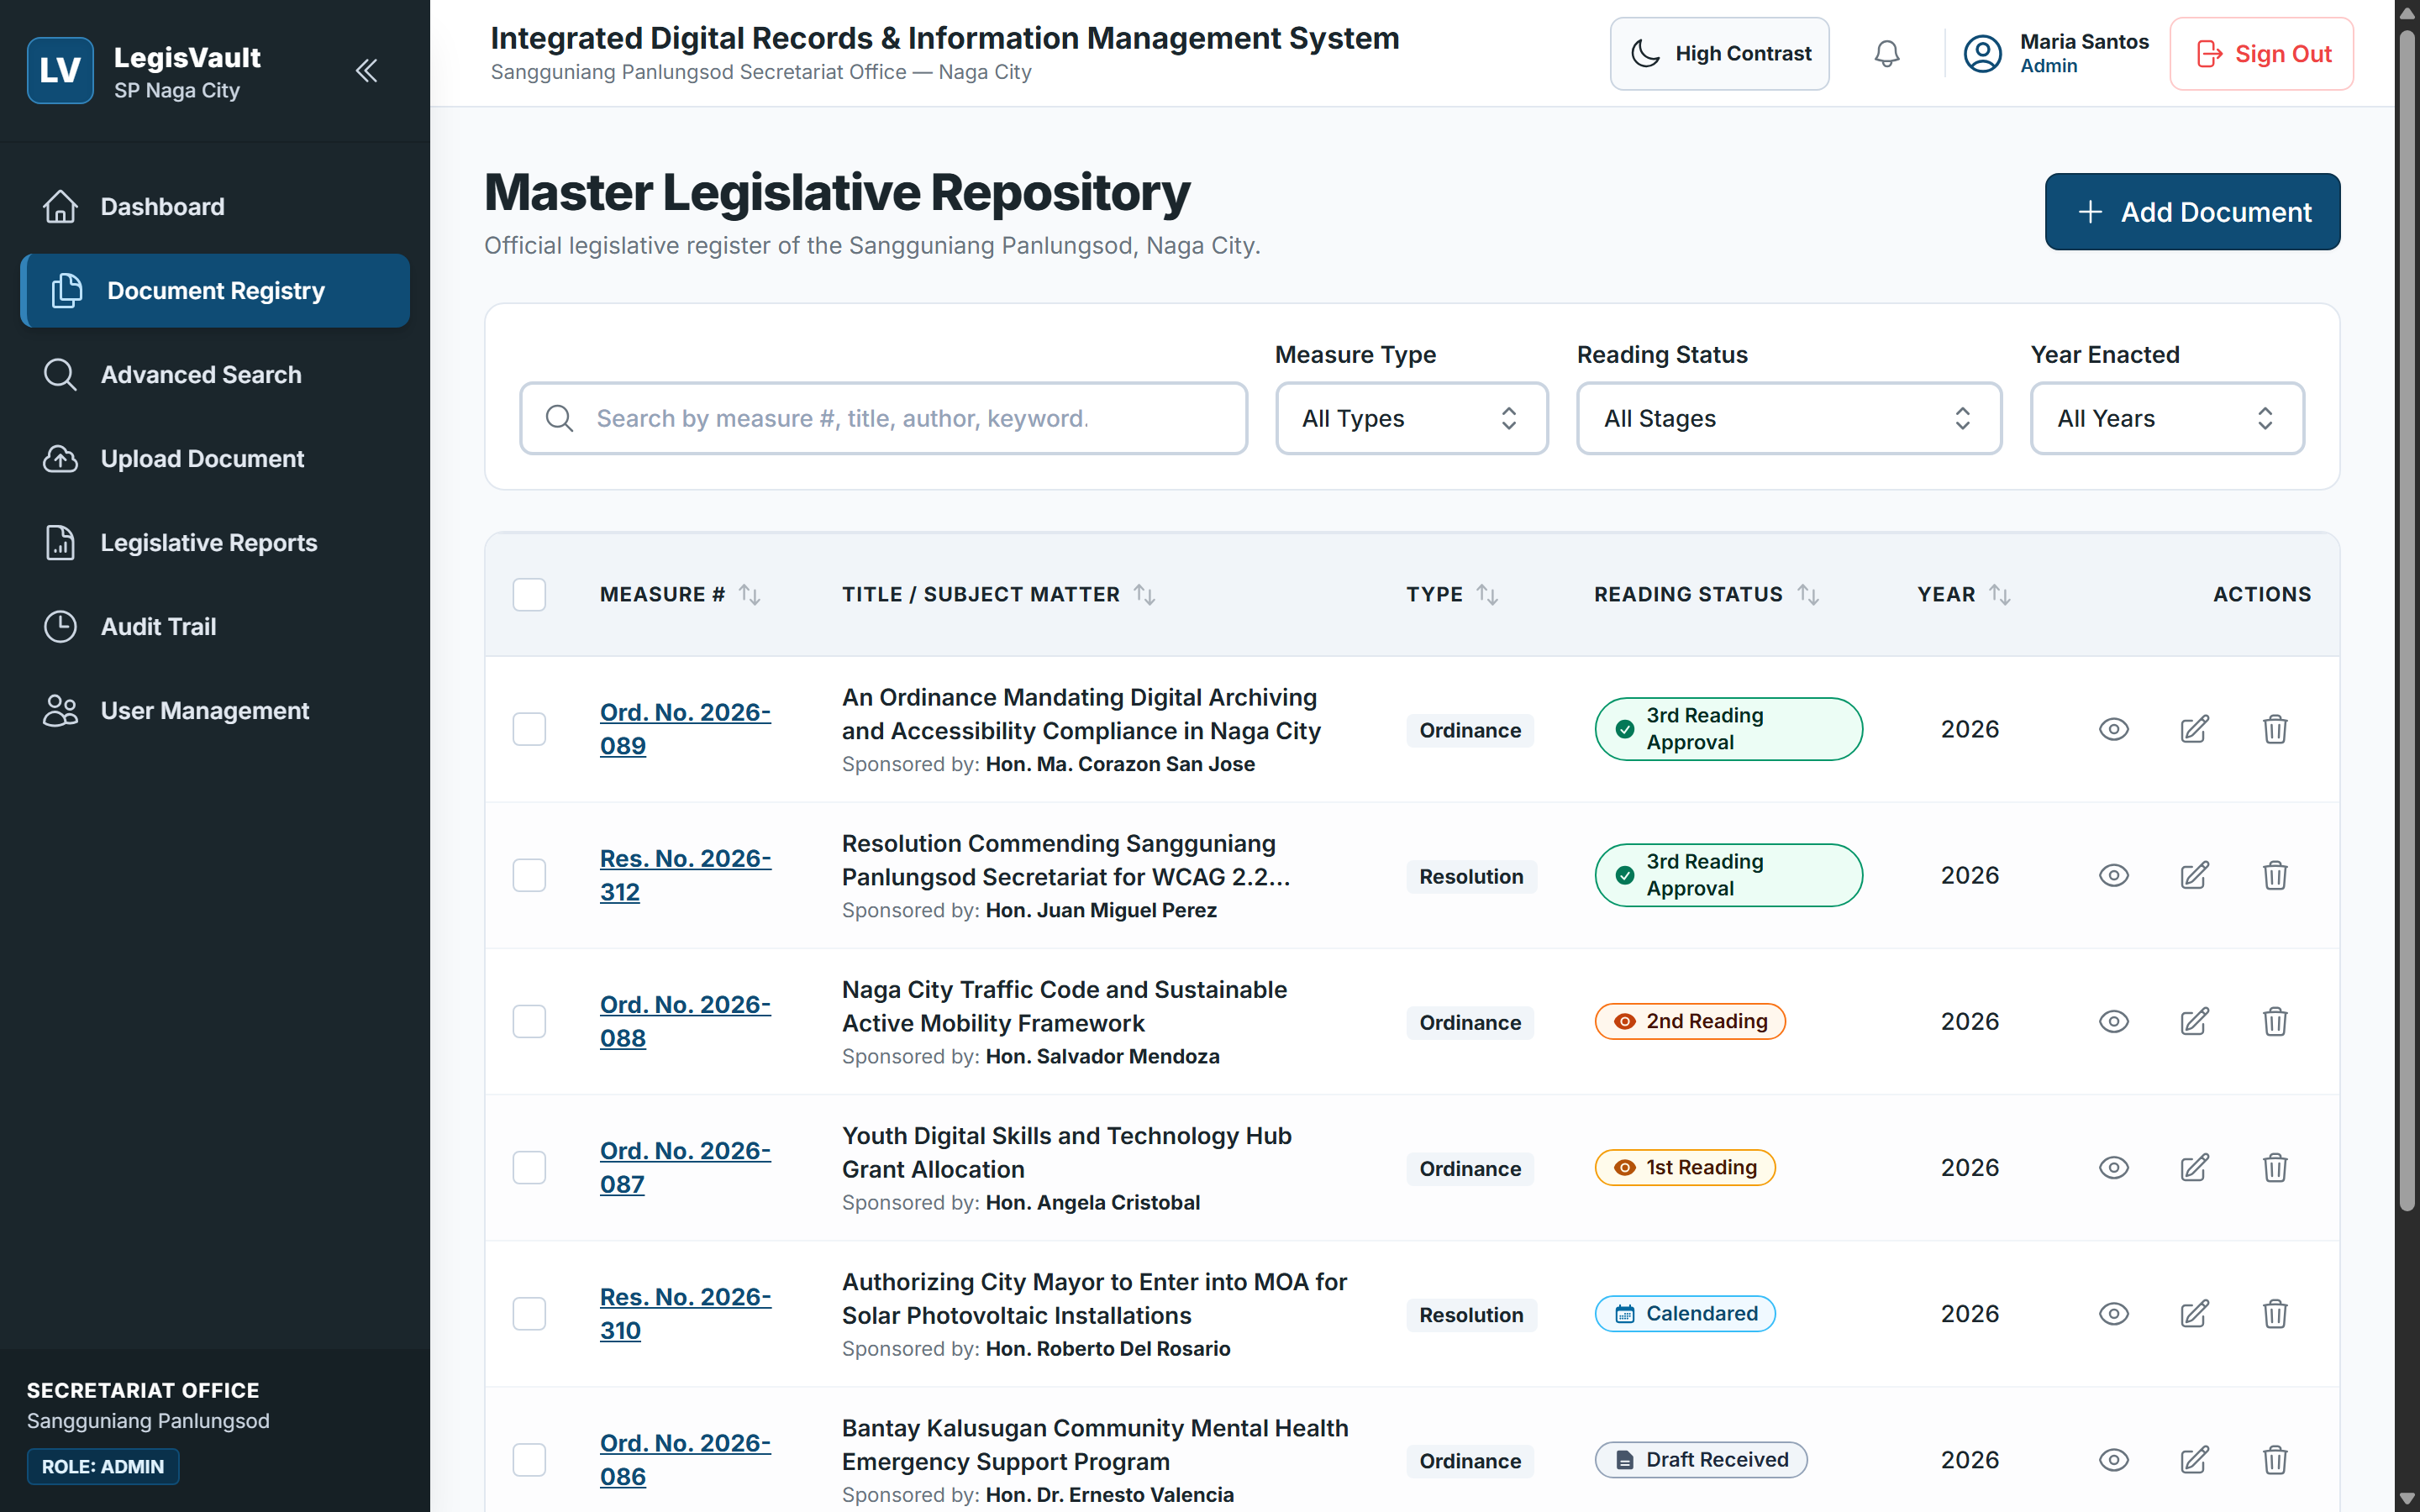 LV
LegisVault
SP Naga City
Dashboard
Document Registry
Advanced Search
Upload Document
Legislative Reports
Audit Trail
User Management
SECRETARIAT OFFICE
Sangguniang Panlungsod
ROLE: ADMIN
Integrated Digital Records & Information Management System
Sangguniang Panlungsod Secretariat Office — Naga City
High Contrast
Maria Santos
Admin
Sign Out
Master Legislative Repository
Official legislative register of the Sangguniang Panlungsod, Naga City.
Add Document
Measure Type
Reading Status
Year Enacted
Search by measure #, title, author, keyword.
All Types
All Stages
All Years
MEASURE # TITLE / SUBJECT MATTER TYPE READING STATUS YEAR ACTIONS
Ord. No. 2026-
089
An Ordinance Mandating Digital Archiving
and Accessibility Compliance in Naga City
Sponsored by: Hon. Ma. Corazon San Jose
Ordinance
3rd Reading
Approval
2026
Res. No. 2026-
312
Resolution Commending Sangguniang
Panlungsod Secretariat for WCAG 2.2...
Sponsored by: Hon. Juan Miguel Perez
Resolution
3rd Reading
Approval
2026
Ord. No. 2026-
088
Naga City Traffic Code and Sustainable
Active Mobility Framework
Sponsored by: Hon. Salvador Mendoza
Ordinance
2nd Reading
2026
Ord. No. 2026-
087
Youth Digital Skills and Technology Hub
Grant Allocation
Sponsored by: Hon. Angela Cristobal
Ordinance
1st Reading
2026
Res. No. 2026-
310
Authorizing City Mayor to Enter into MOA for
Solar Photovoltaic Installations
Sponsored by: Hon. Roberto Del Rosario
Resolution
Calendared
2026
Ord. No. 2026-
086
Bantay Kalusugan Community Mental Health
Emergency Support Program
Sponsored by: Hon. Dr. Ernesto Valencia
Ordinance
Draft Received
2026